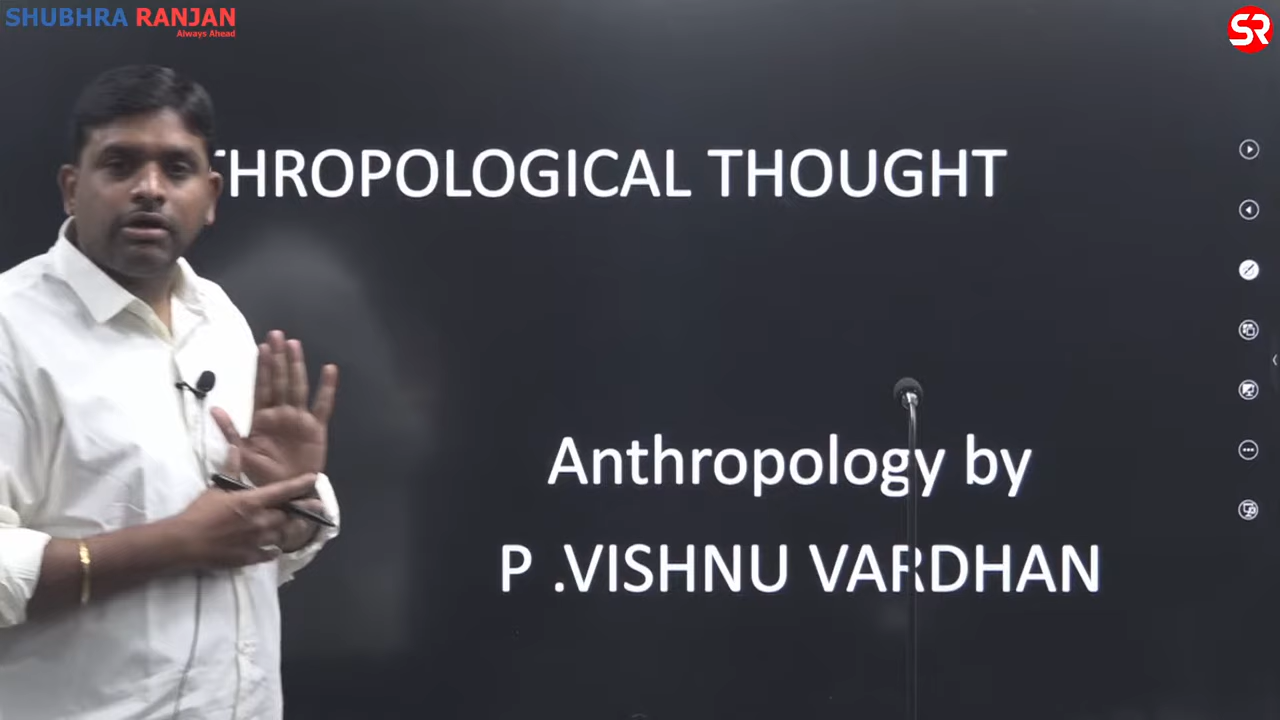 SHUBHRA RANJAN
Always Ahead
SR
THROPOLOGICAL THOUGHT
Anthropology by
P .VISHNU VARDHAN